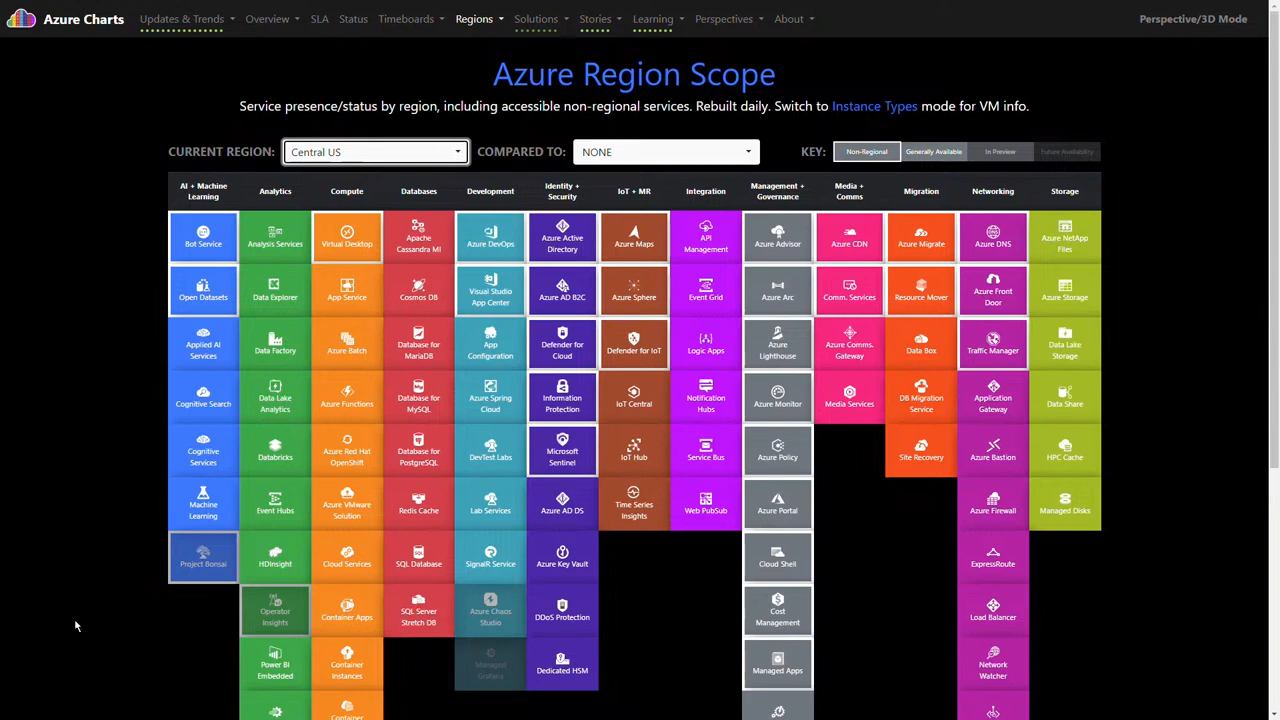 Azure Charts
Updates & Trends
Overview
SLA
Status
Timeboards
Regions
Solutions
Stories
Learning
Perspectives
About
Perspective/3D Mode
Azure Region Scope
Service presence/status by region, including accessible non-regional services. Rebuilt daily. Switch to Instance Types mode for VM info.
CURRENT REGION:
Central US
COMPARED TO:
NONE
KEY:
Non-Regional
Generally Available
In Preview
Future Availability
AI + Machine
Learning
Analytics
Compute
Databases
Development
Identity +
Security
IoT + MR
Integration
Management +
Governance
Media +
Comms
Migration
Networking
Storage
Bot Service
Analysis Services
Virtual Desktop
Apache
Cassandra MI
Azure DevOps
Azure Active
Directory
Azure Maps
API
Management
Azure Advisor
Azure CDN
Azure Migrate
Azure DNS
Azure NetApp
Files
Open Datasets
Data Explorer
App Service
Cosmos DB
Visual Studio
App Center
Azure AD B2C
Azure Sphere
Event Grid
Azure Arc
Comm. Services
Resource Mover
Azure Front
Door
Azure Storage
Applied AI
Services
Data Factory
Azure Batch
Database for
MariaDB
App
Configuration
Defender for
Cloud
Defender for IoT
Logic Apps
Azure
Lighthouse
Azure Comms.
Gateway
Data Box
Traffic Manager
Data Lake
Storage
Cognitive Search
Data Lake
Analytics
Azure Functions
Database for
MySQL
Azure Spring
Cloud
Information
Protection
IoT Central
Notification
Hubs
Azure Monitor
Media Services
DB Migration
Service
Application
Gateway
Data Share
Cognitive
Services
Databricks
Azure Red Hat
OpenShift
Database for
PostgreSQL
DevTest Labs
Microsoft
Sentinel
IoT Hub
Service Bus
Azure Policy
Site Recovery
Azure Bastion
HPC Cache
Machine
Learning
Event Hubs
Azure VMware
Solution
Redis Cache
Lab Services
Azure AD DS
Time Series
Insights
Web PubSub
Azure Portal
Azure Firewall
Managed Disks
Project Bonsai
HDInsight
Cloud Services
SQL Database
SignalR Service
Azure Key Vault
Cloud Shell
ExpressRoute
Operator
Insights
Container Apps
SQL Server
Stretch DB
Azure Chaos
Studio
DDoS Protection
Cost
Management
Load Balancer
Power BI
Embedded
Container
Instances
Managed
Grafana
Dedicated HSM
Managed Apps
Network
Watcher
Container